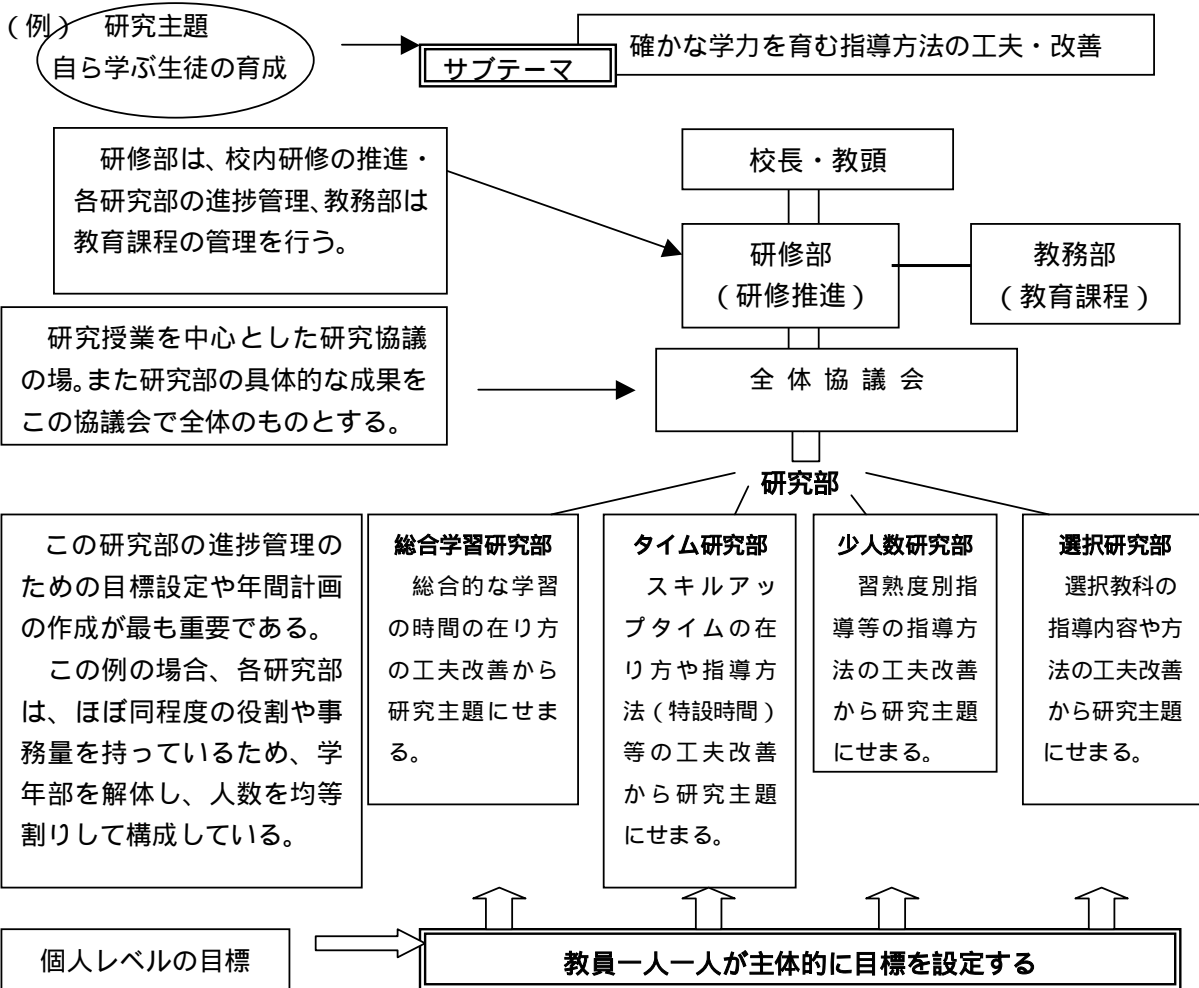 （例） 研究主題
自ら学ぶ生徒の育成
サブテーマ
確かな学力を育む指導方法の工夫・改善
研修部は、校内研修の推進・
各研究部の進捗管理、教務部は
教育課程の管理を行う。
校長・教頭
研修部
（研修推進）
教務部
（教育課程）
研究授業を中心とした研究協議
の場。また研究部の具体的な成果を
この協議会で全体のものとする。
全体協議会
研究部
この研究部の進捗管理の
ための目標設定や年間計画
の作成が最も重要である。
この例の場合、各研究部
は、ほぼ同程度の役割や事
務量を持っているため、学
年部を解体し、人数を均等
割りして構成している。
総合学習研究部
総合的な学習
の時間の在り方
の工夫改善から
研究主題にせま
る。
タイム研究部
スキルアッ
プタイムの在
り方や指導方
法（特設時間）
等の工夫改善
から研究主題
にせまる。
少人数研究部
習熟度別指
導等の指導方
法の工夫改善
から研究主題
にせまる。
選択研究部
選択教科の
指導内容や方
法の工夫改善
から研究主題
にせまる。
個人レベルの目標
教員一人一人が主体的に目標を設定する